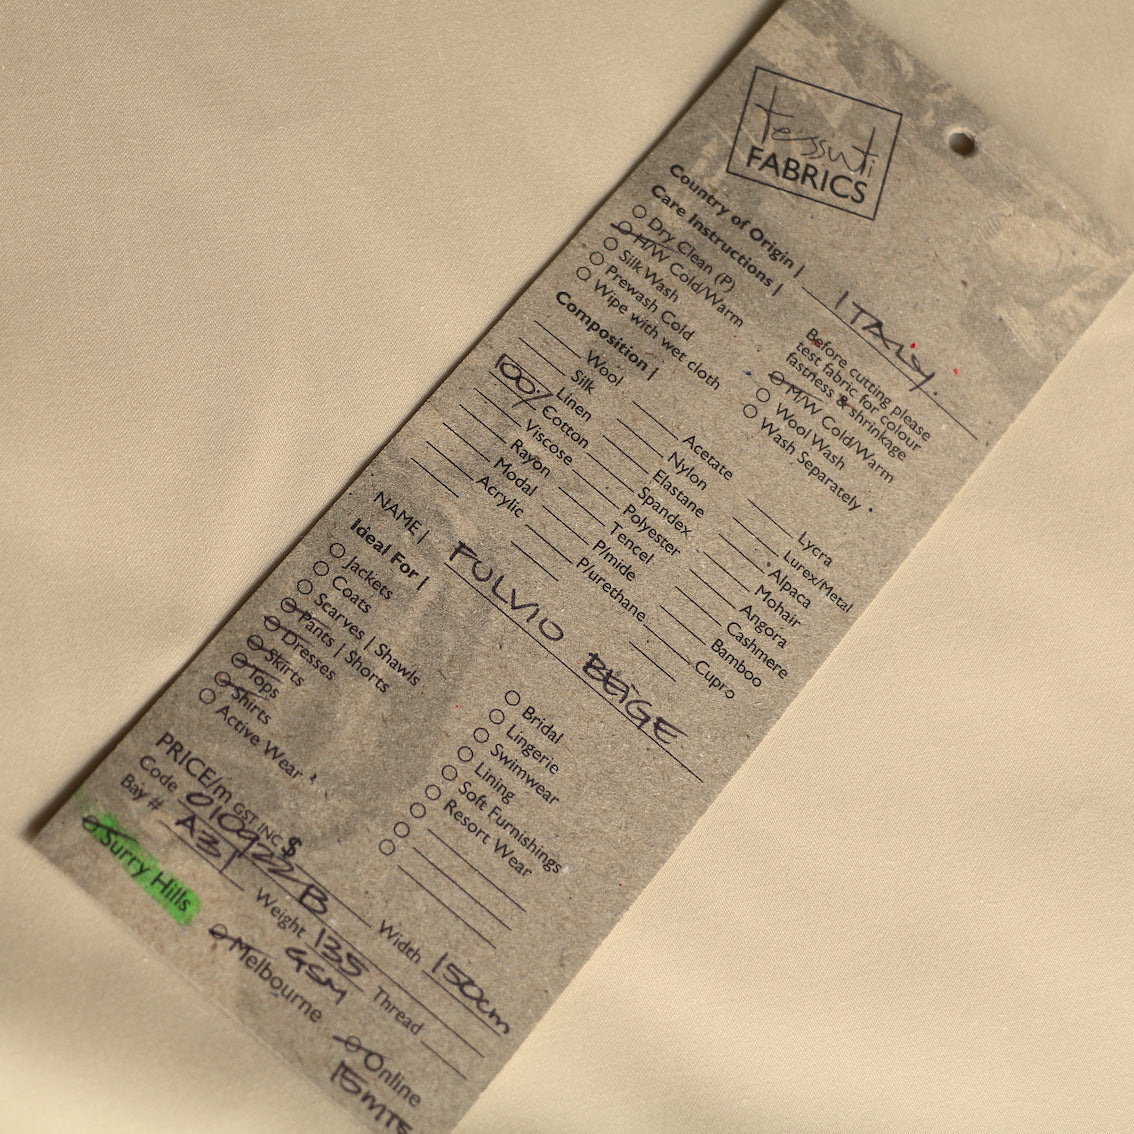 tessuti
FABRICS
Country of Origin | ITALY.
Care Instructions |
Dry Clean (P)
H/W Cold/Warm
Silk Wash
Prewash Cold
Wipe with wet cloth
Before cutting please
test fabric for colour
fastness & shrinkage
M/W Cold/Warm
Wool Wash
Wash Separately
Composition |
Wool
Silk
Linen
100% Cotton
Viscose
Rayon
Modal
Acrylic
Acetate
Nylon
Elastane
Spandex
Polyester
Tencel
P/mide
P/urethane
Lycra
Lurex/Metal
Alpaca
Mohair
Angora
Cashmere
Bamboo
Cupro
NAME | FULVIO BEIGE
Ideal For |
Jackets
Coats
Scarves | Shawls
Pants | Shorts
Dresses
Skirts
Tops
Shirts
Active Wear
Bridal
Lingerie
Swimwear
Lining
Soft Furnishings
Resort Wear
PRICE/m GST INC $
Code 010922 B Width 150cm
Bay # A31 Weight 135 GSM Thread
Surry Hills Melbourne Online
15 MTS